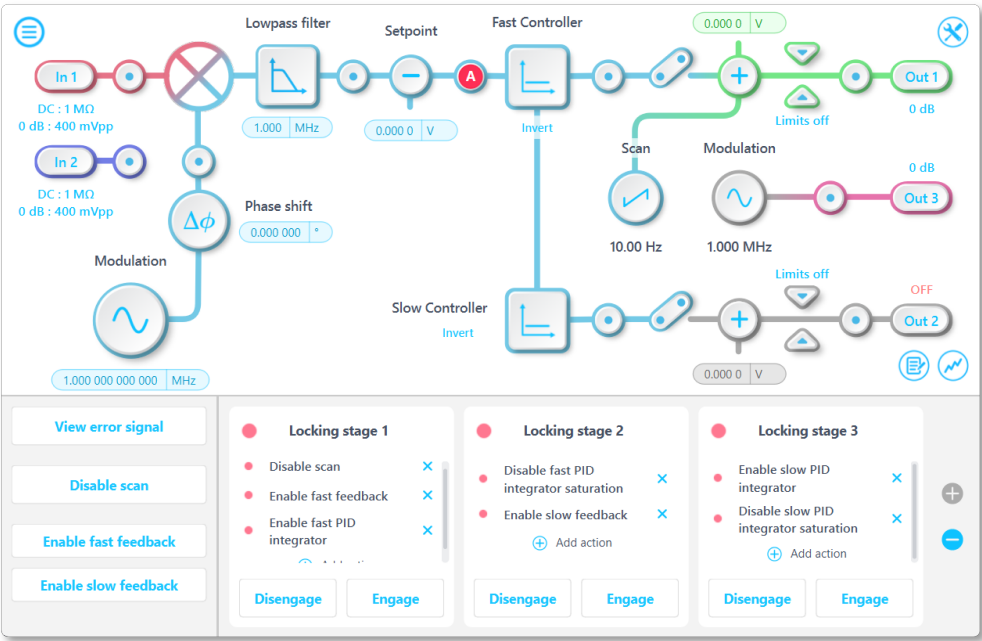 Lowpass filter
Setpoint
Fast Controller
0.000 0 V
In 1
A
Out 1
DC : 1 MΩ
0 dB : 400 mVpp
1.000 MHz
0.000 0 V
Invert
Limits off
0 dB
In 2
Scan
Modulation
0 dB
DC : 1 MΩ
0 dB : 400 mVpp
Δϕ
Phase shift
0.000 000 °
Out 3
10.00 Hz
1.000 MHz
Modulation
Limits off
Slow Controller
Invert
OFF
Out 2
1.000 000 000 000 MHz
0.000 0 V
View error signal
Disable scan
Enable fast feedback
Enable slow feedback
Locking stage 1
Disable scan
Enable fast feedback
Enable fast PID
integrator
Disengage
Engage
Locking stage 2
Disable fast PID
integrator saturation
Enable slow feedback
Add action
Disengage
Engage
Locking stage 3
Enable slow PID
integrator
Disable slow PID
integrator saturation
Add action
Disengage
Engage